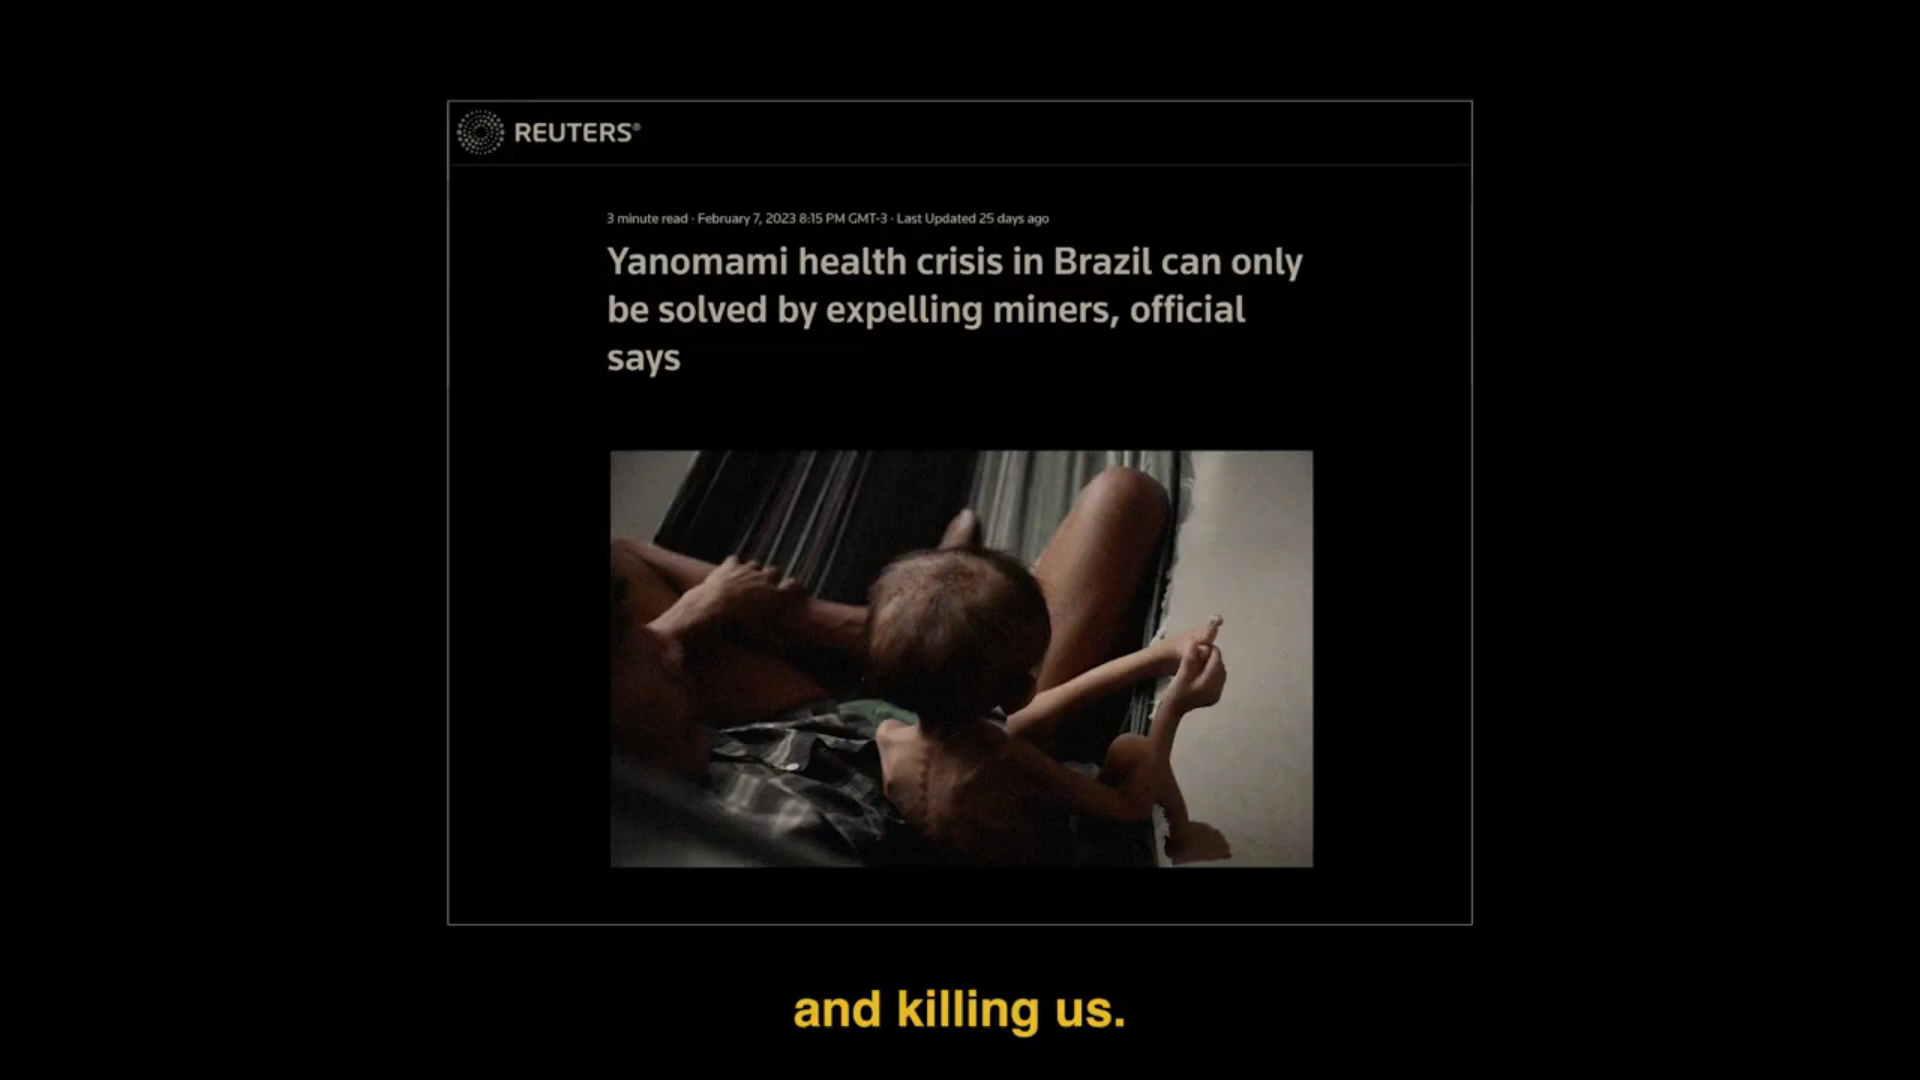 REUTERS®
3 minute read · February 7, 2023 8:15 PM GMT-3 · Last Updated 25 days ago
Yanomami health crisis in Brazil can only
be solved by expelling miners, official
says
and killing us.